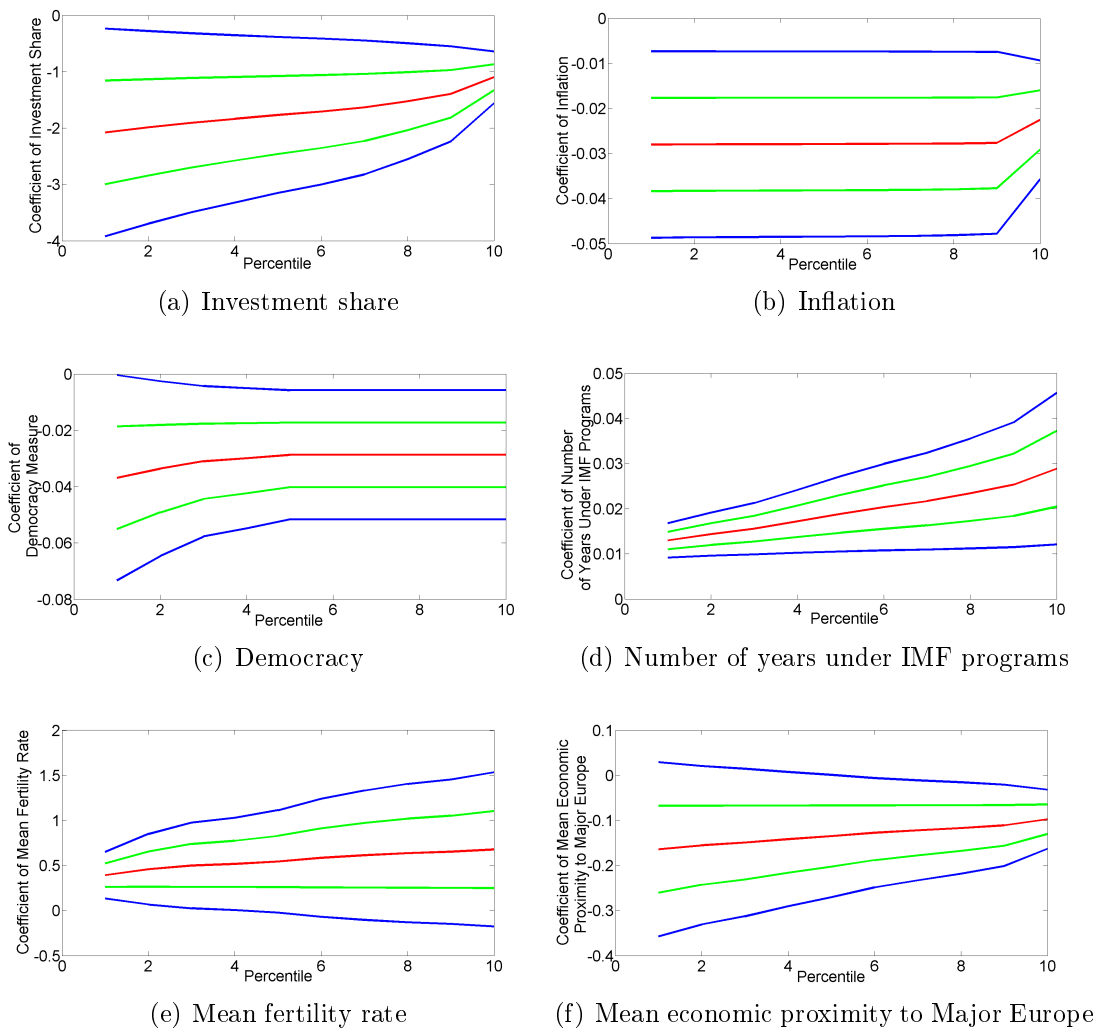 0
-1
-2
-3
-4
Coefficient of Investment Share
0 2 4 6 8 10
Percentile
(a) Investment share
0
-0.01
-0.02
-0.03
-0.04
-0.05
Coefficient of Inflation
0 2 4 6 8 10
Percentile
(b) Inflation
0
-0.02
-0.04
-0.06
-0.08
Coefficient of
Democracy Measure
0 2 4 6 8 10
Percentile
(c) Democracy
0.05
0.04
0.03
0.02
0.01
0
Coefficient of Number
of Years Under IMF Programs
0 2 4 6 8 10
Percentile
(d) Number of years under IMF programs
2
1.5
1
0.5
0
-0.5
Coefficient of Mean Fertility Rate
0 2 4 6 8 10
Percentile
(e) Mean fertility rate
0.1
0
-0.1
-0.2
-0.3
-0.4
Coefficient of Mean Economic
Proximity to Major Europe
0 2 4 6 8 10
Percentile
(f) Mean economic proximity to Major Europe